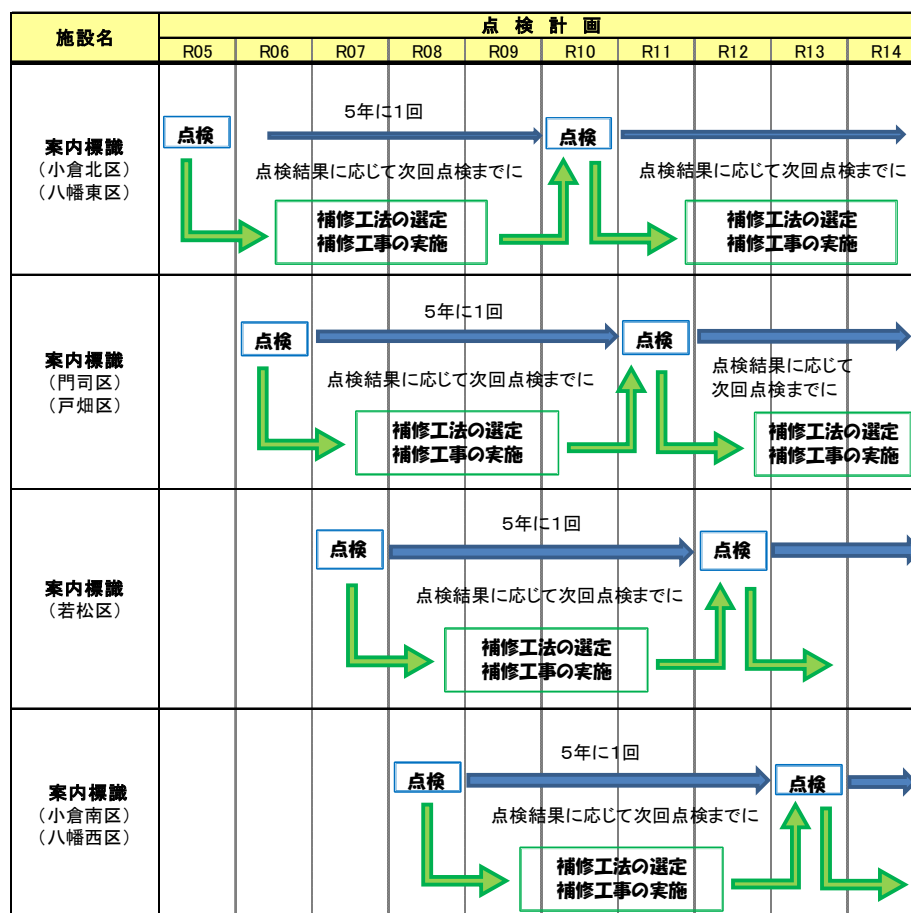 施設名
点検計画
R05 R06 R07 R08 R09 R10 R11 R12 R13 R14
案内標識
（小倉北区）
（八幡東区）
点検
5年に1回
点検
点検結果に応じて次回点検までに
点検結果に応じて次回点検までに
補修工法の選定
補修工事の実施
補修工法の選定
補修工事の実施
案内標識
（門司区）
（戸畑区）
点検
5年に1回
点検
点検結果に応じて次回点検までに
点検結果に応じて
次回点検までに
補修工法の選定
補修工事の実施
補修工法の選定
補修工事の実施
案内標識
（若松区）
点検
5年に1回
点検
点検結果に応じて次回点検までに
補修工法の選定
補修工事の実施
案内標識
（小倉南区）
（八幡西区）
点検
5年に1回
点検
点検結果に応じて次回点検までに
補修工法の選定
補修工事の実施